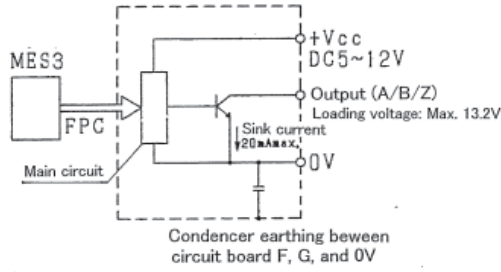 +Vcc
DC5~12V
MES3
FPC
Output (A/B/Z)
Loading voltage: Max. 13.2V
Sink current
20mAmax.
0V
Main circuit
Condencer earthing beween
circuit board F, G, and 0V